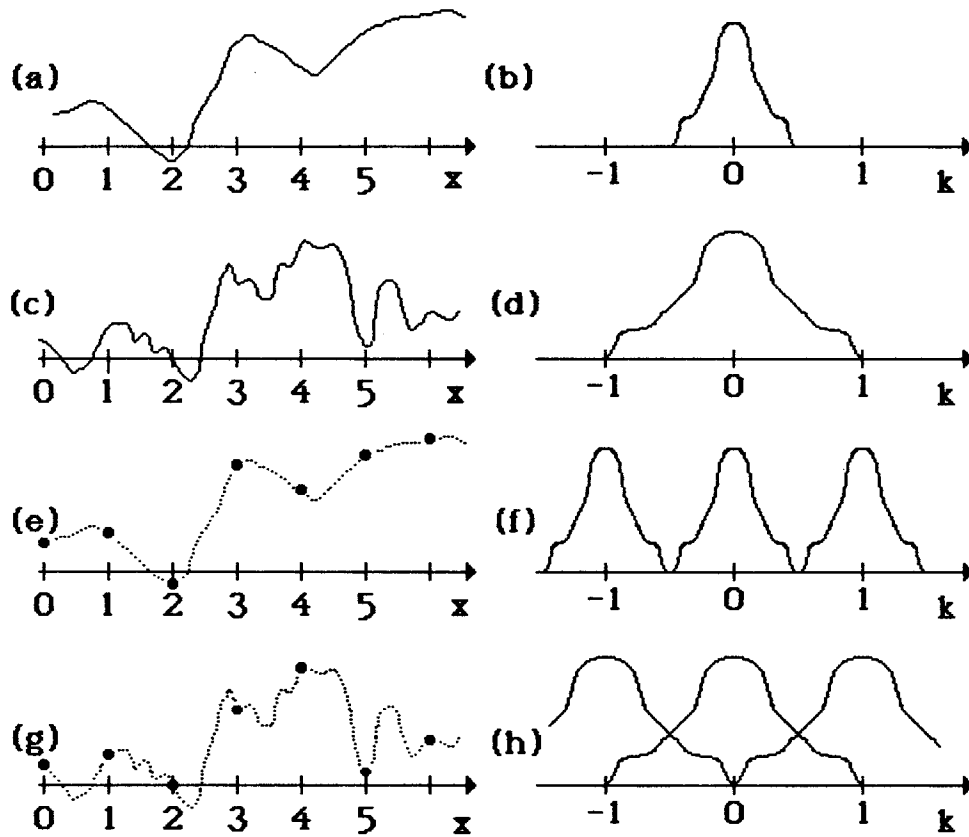 (a)
0 1 2 3 4 5 x
(b)
-1 0 1 k
(c)
0 1 2 3 4 5 x
(d)
-1 0 1 k
(e)
0 1 2 3 4 5 x
(f)
-1 0 1 k
(g)
0 1 2 3 4 5 x
(h)
-1 0 1 k